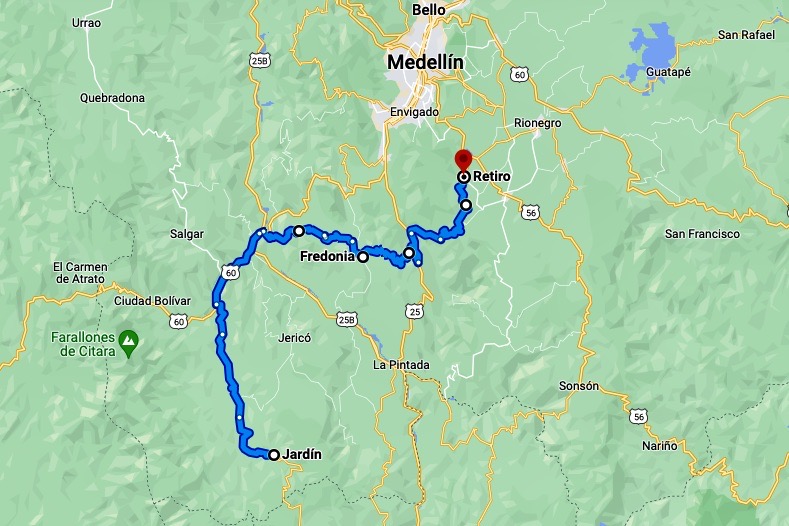 Bello
Urrao
San Rafael
25B
Medellín
60
Guatapé
Quebradona
Envigado
Rionegro
Retiro
56
Salgar
San Francisco
Fredonia
El Carmen
de Atrato
60
Ciudad Bolívar
60
25B
25
Farallones
de Citara
Jericó
La Pintada
Sonsón
56
Nariño
Jardín